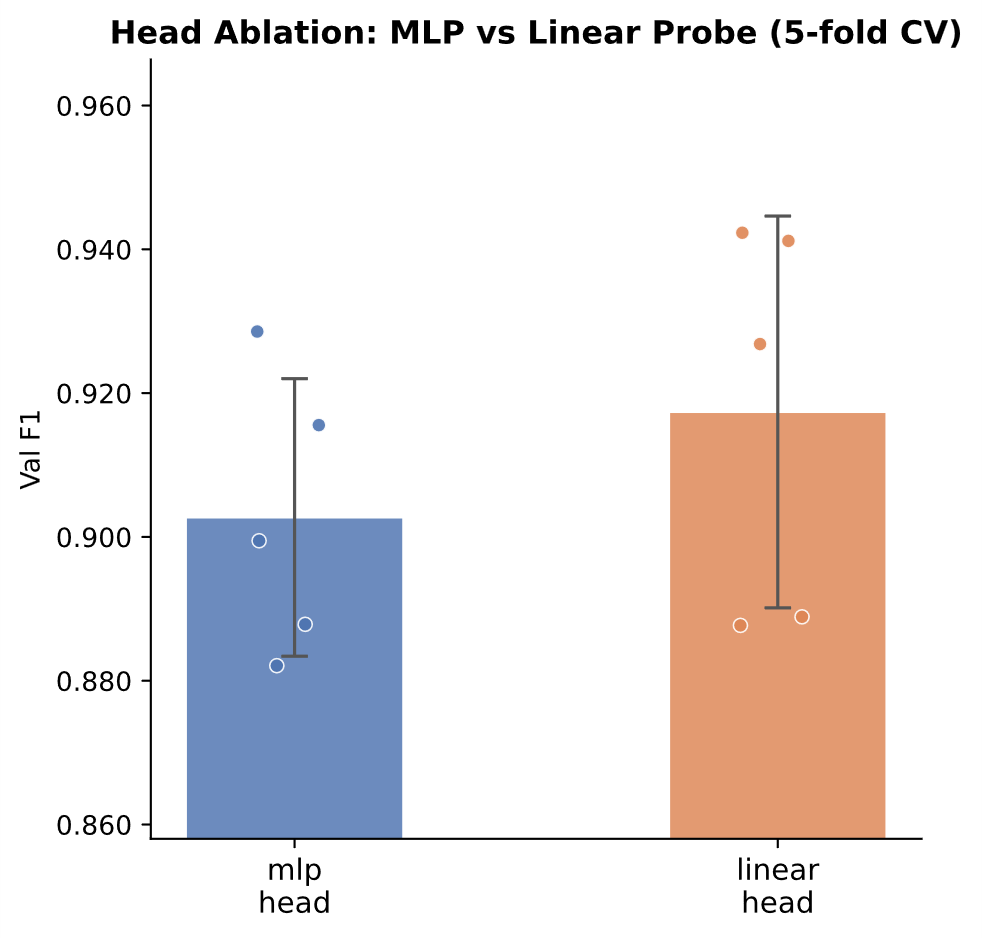 Head Ablation: MLP vs Linear Probe (5-fold CV)
Val F1
0.960
0.940
0.920
0.900
0.880
0.860
mlp
head
linear
head